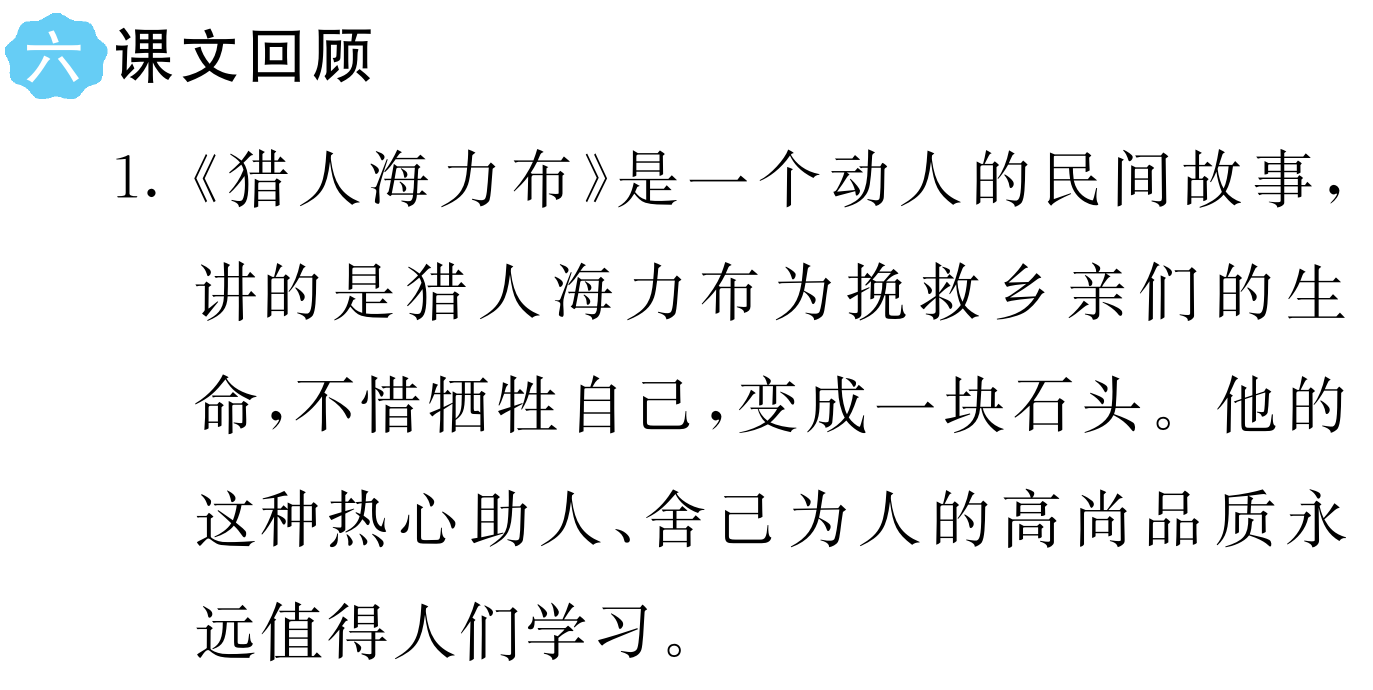 六 课文回顾
1.《猎人海力布》是一个动人的民间故事,
讲的是猎人海力布为挽救乡亲们的生
命,不惜牺牲自己,变成一块石头。他的
这种热心助人、舍己为人的高尚品质永
远值得人们学习。